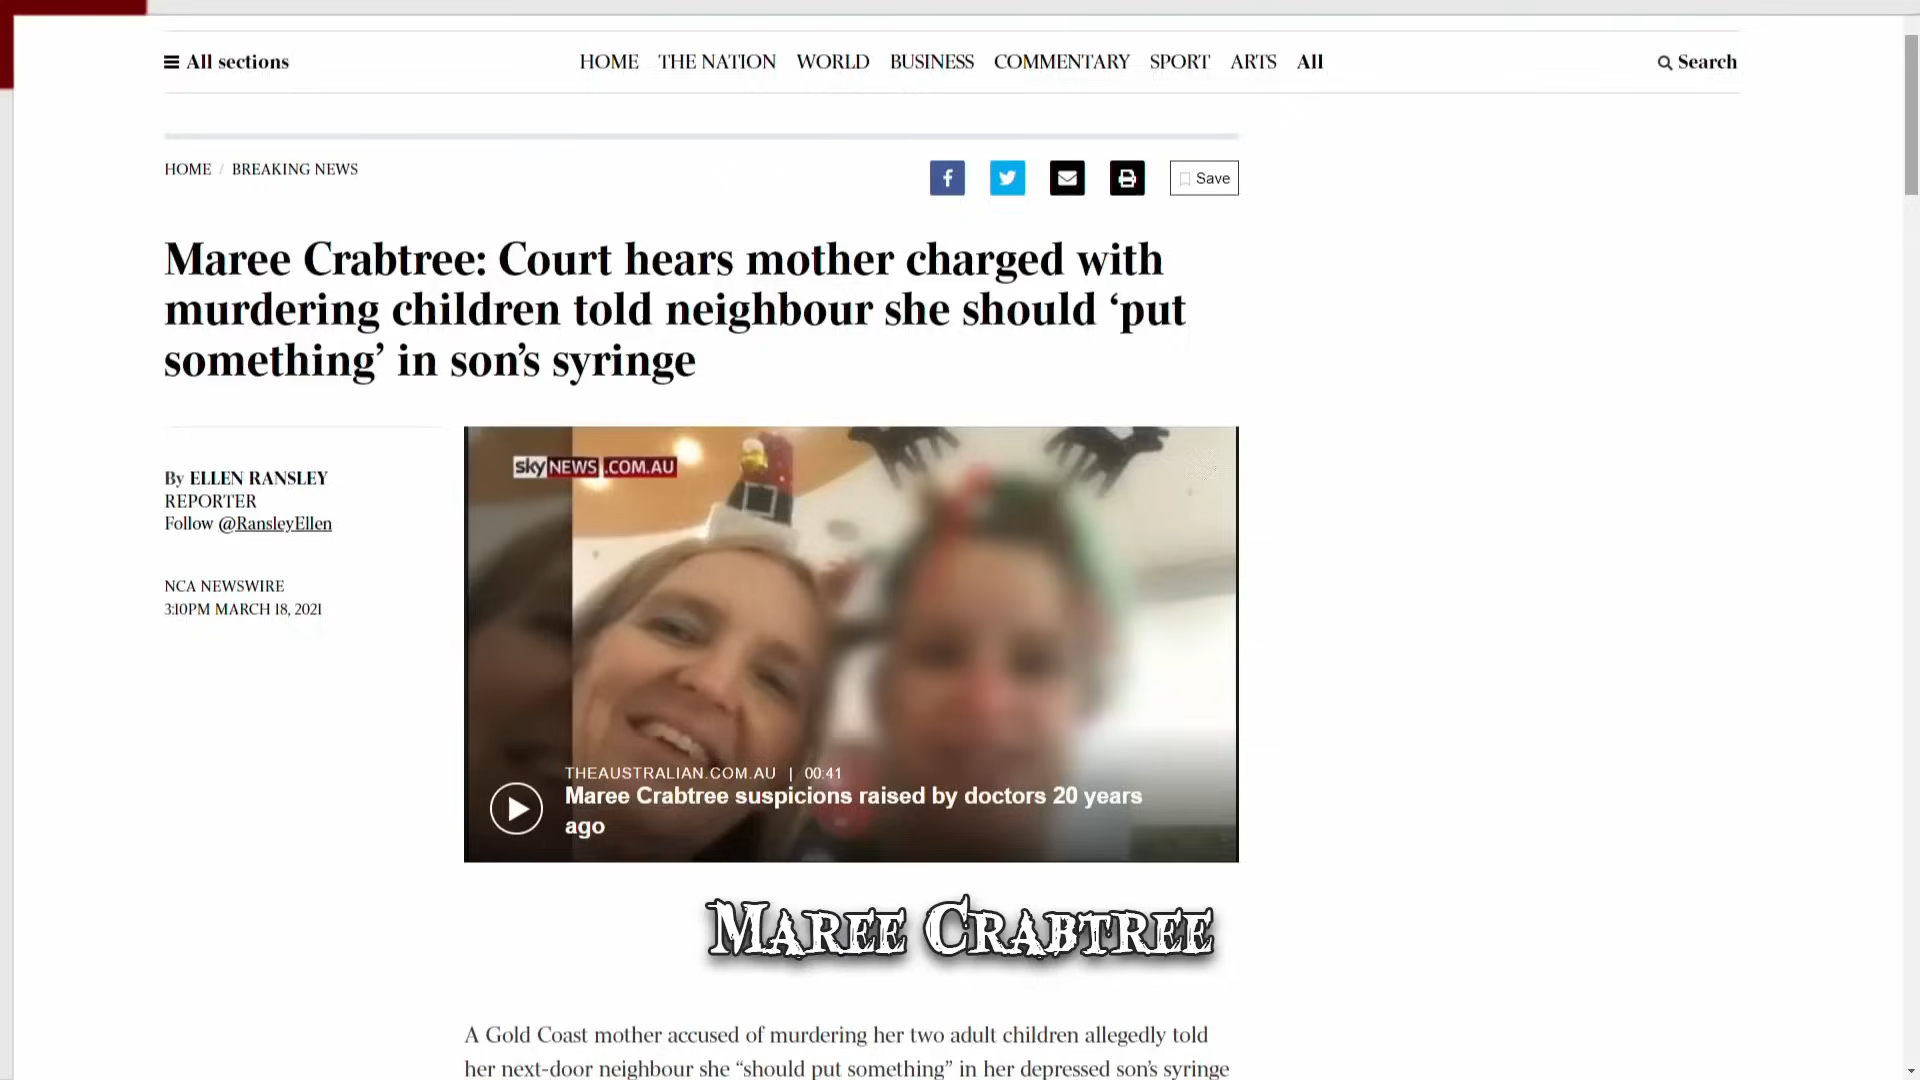 All sections
HOME THE NATION WORLD BUSINESS COMMENTARY SPORT ARTS All
Search
HOME / BREAKING NEWS
Save
Maree Crabtree: Court hears mother charged with
murdering children told neighbour she should ‘put
something’ in son’s syringe
By ELLEN RANSLEY
REPORTER
Follow @RansleyEllen
NCA NEWSWIRE
3:10PM MARCH 18, 2021
sky NEWS .COM.AU
THEAUSTRALIAN.COM.AU | 00:41
Maree Crabtree suspicions raised by doctors 20 years
ago
MAREE CRABTREE
A Gold Coast mother accused of murdering her two adult children allegedly told
her next-door neighbour she “should put something” in her depressed son’s syringe